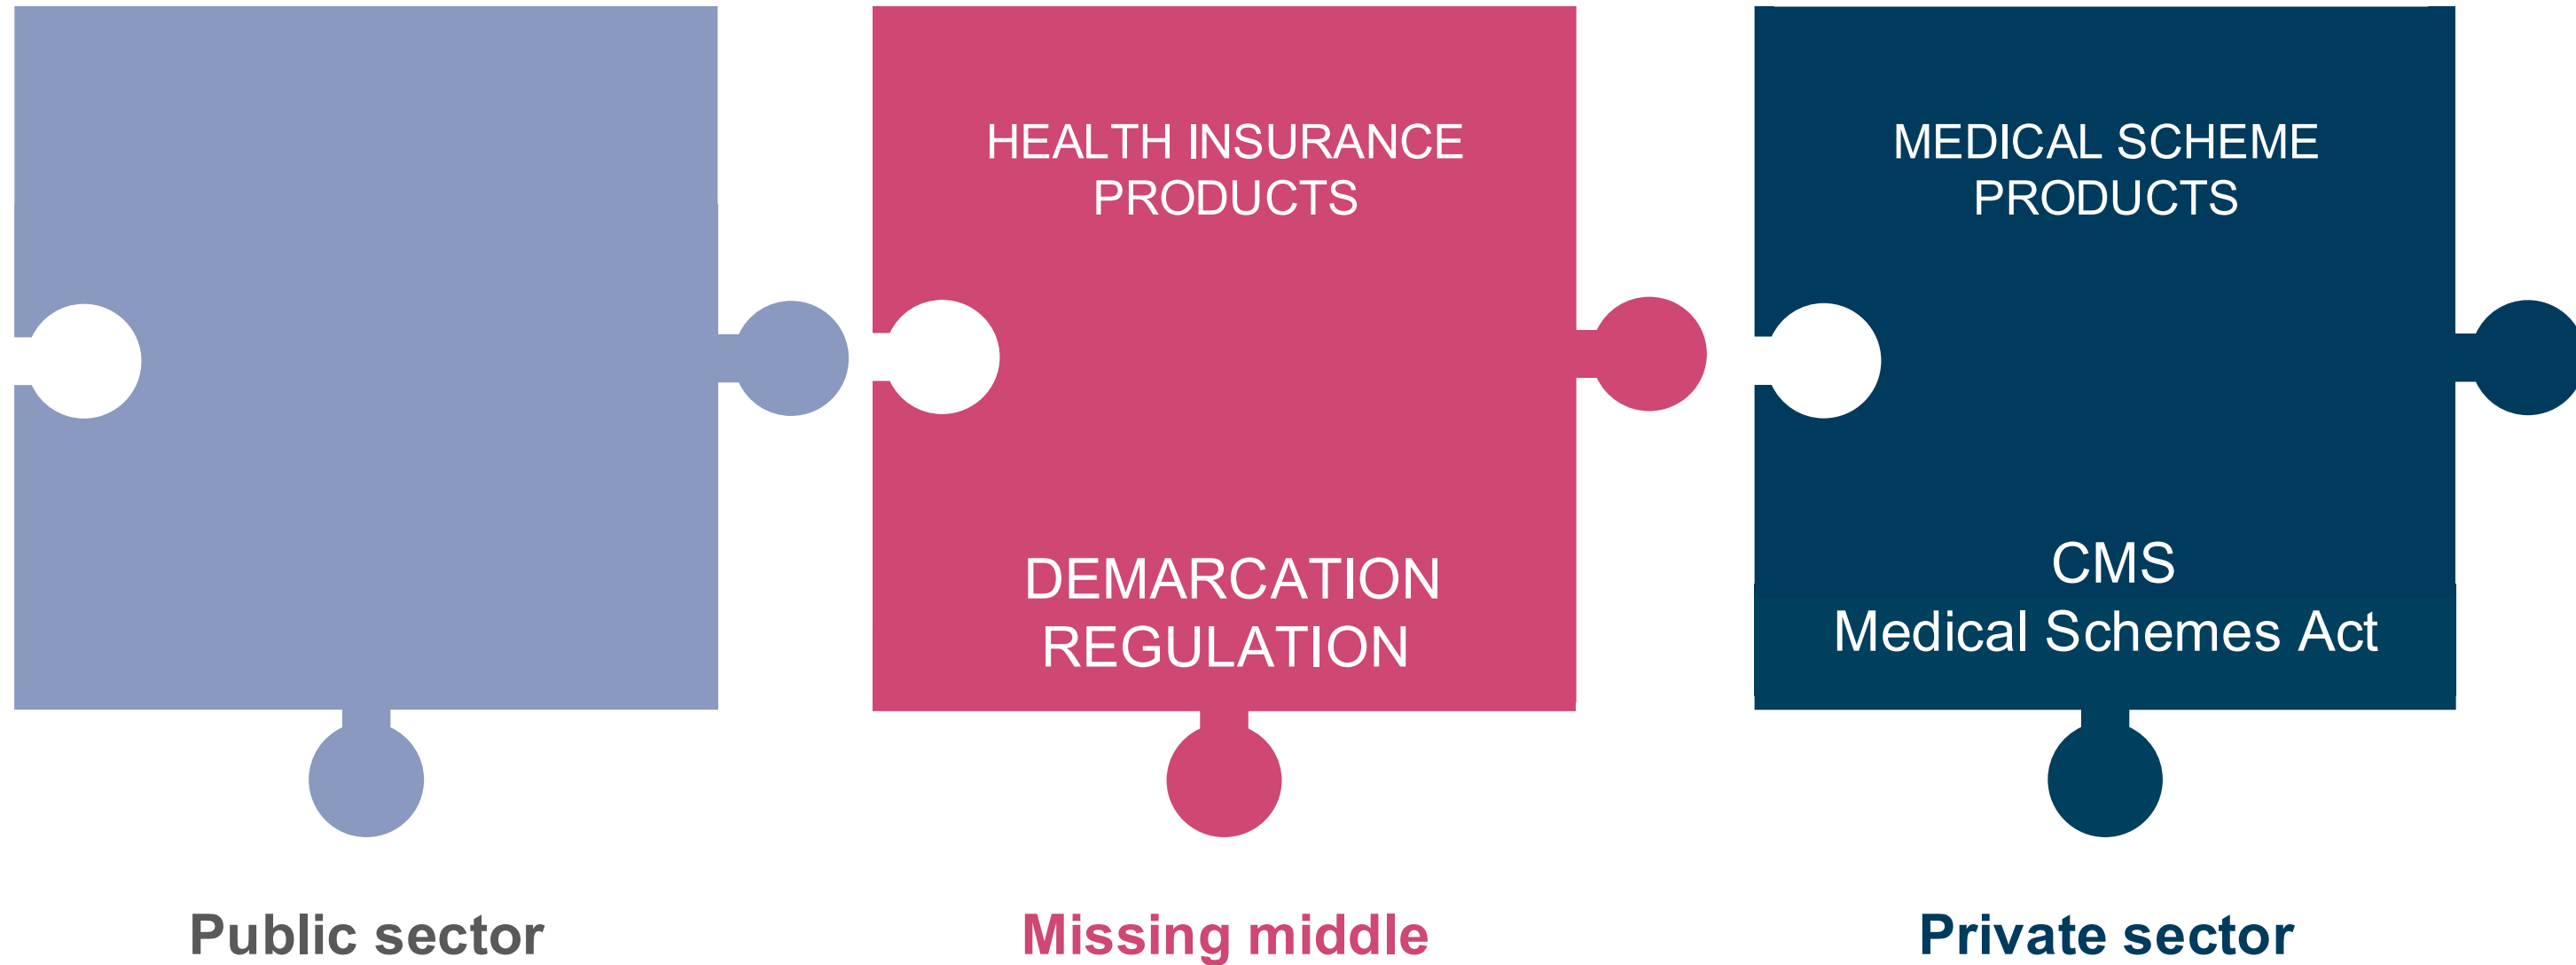 HEALTH INSURANCE
PRODUCTS
DEMARCATION
REGULATION
MEDICAL SCHEME
PRODUCTS
CMS
Medical Schemes Act
Public sector
Missing middle
Private sector